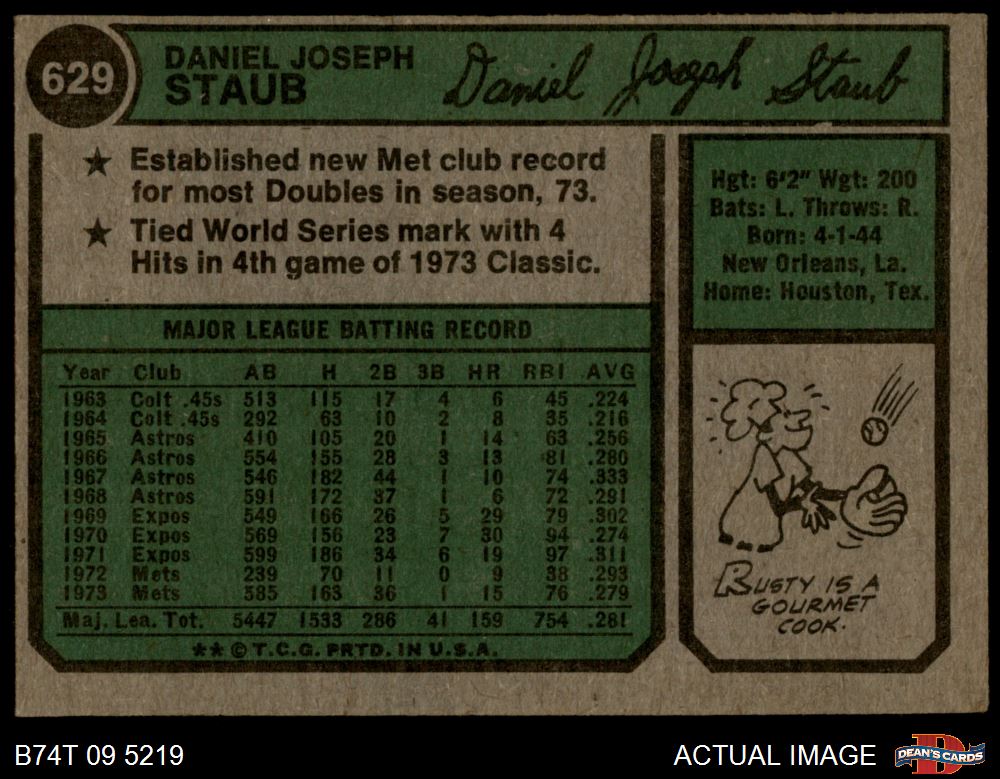 629
DANIEL JOSEPH
STAUB
Daniel Joseph Staub
★ Established new Met club record
for most Doubles in season, 73.
★ Tied World Series mark with 4
Hits in 4th game of 1973 Classic.
Hgt: 6'2" Wgt: 200
Bats: L. Throws: R.
Born: 4-1-44
New Orleans, La.
Home: Houston, Tex.
MAJOR LEAGUE BATTING RECORD
Year Club AB H 2B 3B HR RBI AVG
1963 Colt .45s 513 115 17 4 6 45 .224
1964 Colt .45s 292 63 10 2 8 35 .216
1965 Astros 410 105 20 1 14 63 .256
1966 Astros 554 155 28 3 13 81 .280
1967 Astros 546 182 44 1 10 74 .333
1968 Astros 591 172 37 1 6 72 .291
1969 Expos 549 166 26 5 29 79 .302
1970 Expos 569 156 23 7 30 94 .274
1971 Expos 599 186 34 6 19 97 .311
1972 Mets 239 70 11 0 9 38 .293
1973 Mets 585 163 36 1 15 76 .279
Maj. Lea. Tot. 5447 1533 286 41 159 754 .281
★★ © T.C.G. PRTD. IN U.S.A.
RUSTY IS A
GOURMET
COOK.
B74T 09 5219
ACTUAL IMAGE
DEAN'S CARDS